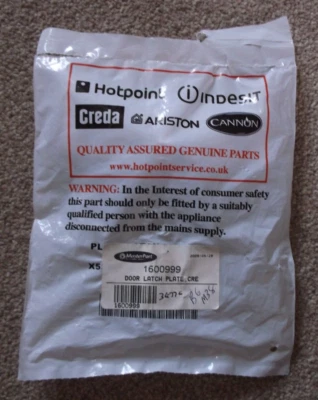 Hotpoint inDesIT
Creda ARISTON CANNON
QUALITY ASSURED GENUINE PARTS
www.hotpointservice.co.uk
WARNING: In the Interest of consumer safety
this part should only be fitted by a suitably
qualified person with the appliance
disconnected from the mains supply.
PL
X5
1600999
DOOR LATCH PLATE CRE
1600999